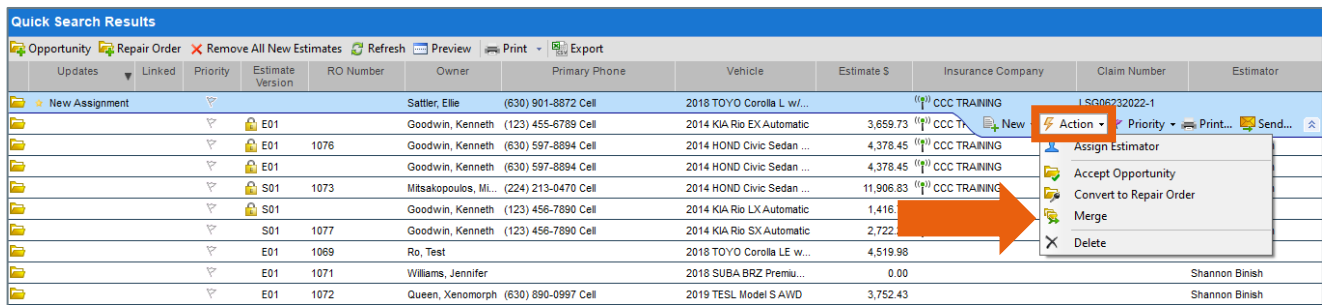 Quick Search Results
Opportunity Repair Order Remove All New Estimates Refresh Preview Print Export
Updates Linked Priority Estimate Version RO Number Owner Primary Phone Vehicle Estimate $ Insurance Company Claim Number Estimator
New Assignment Sattler, Ellie (630) 901-8872 Cell 2018 TOYO Corolla L w/... CCC TRAINING LSG06232022-1
E01 Goodwin, Kenneth (123) 455-6789 Cell 2014 KIA Rio EX Automatic 3,659.73 CCC New Action Priority Print... Send...
E01 1076 Goodwin, Kenneth (630) 597-8894 Cell 2014 HOND Civic Sedan ... 4,378.45 CCC TRAINING Assign Estimator
E01 Goodwin, Kenneth (630) 597-8894 Cell 2014 HOND Civic Sedan ... 4,378.45 CCC TRAINING Accept Opportunity
S01 1073 Mitsakopoulos, Mi... (224) 213-0470 Cell 2014 HOND Civic Sedan ... 11,906.83 CCC TRAINING Convert to Repair Order
S01 Goodwin, Kenneth (123) 456-7890 Cell 2014 KIA Rio LX Automatic 1,416. Merge
S01 1077 Goodwin, Kenneth (123) 456-7890 Cell 2014 KIA Rio SX Automatic 2,722. Delete
E01 1069 Ro, Test 2018 TOYO Corolla LE w... 4,519.98
E01 1071 Williams, Jennifer 2018 SUBA BRZ Premiu... 0.00 Shannon Binish
E01 1072 Queen, Xenomorph (630) 890-0997 Cell 2019 TESL Model S AWD 3,752.43 Shannon Binish